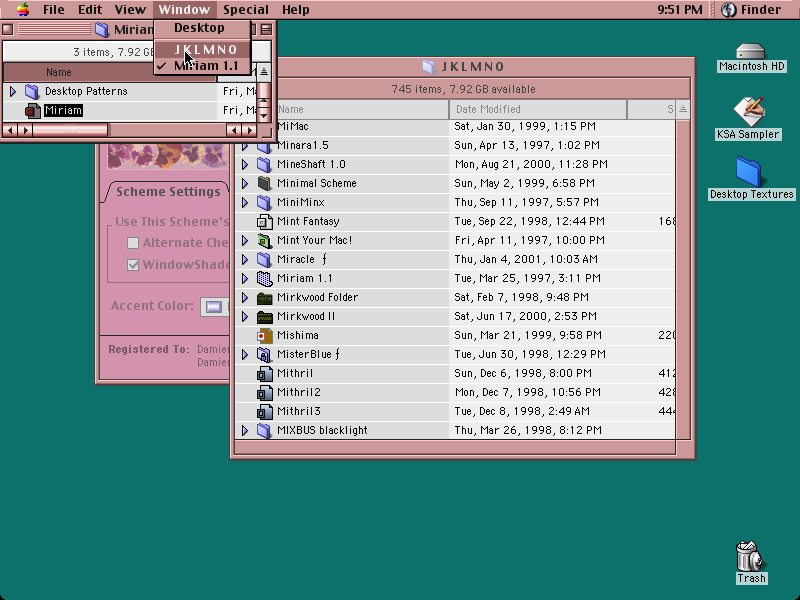 File Edit View Window Special Help 9:51 PM Finder
Desktop
J K L M N O
Miriam 1.1
Miriam
3 items, 7.92 GB
Name
Desktop Patterns Fri, M
Miriam Fri, M
Scheme Settings
Use This Scheme's
Alternate Che
WindowShade
Accent Color:
Registered To: Damie
Damie
J K L M N O
745 items, 7.92 GB available
Name Date Modified S
MiMac Sat, Jan 30, 1999, 1:15 PM
Minara1.5 Sun, Apr 13, 1997, 1:02 PM
MineShaft 1.0 Mon, Aug 21, 2000, 11:28 PM
Minimal Scheme Sun, May 2, 1999, 6:58 PM
MiniMinx Thu, Sep 11, 1997, 5:57 PM
Mint Fantasy Tue, Sep 22, 1998, 12:44 PM 168
Mint Your Mac! Fri, Apr 11, 1997, 10:00 PM
Miracle ƒ Thu, Jan 4, 2001, 10:03 AM
Miriam 1.1 Tue, Mar 25, 1997, 3:11 PM
Mirkwood Folder Sat, Feb 7, 1998, 9:48 PM
Mirkwood II Sat, Jun 17, 2000, 2:53 PM
Mishima Sun, Mar 21, 1999, 9:58 PM 220
MisterBlue ƒ Tue, Jun 30, 1998, 12:29 PM
Mithril Sun, Dec 6, 1998, 8:00 PM 412
Mithril2 Mon, Dec 7, 1998, 10:56 PM 428
Mithril3 Tue, Dec 8, 1998, 2:49 AM 444
MIXBUS blacklight Thu, Mar 26, 1998, 8:12 PM
Macintosh HD
KSA Sampler
Desktop Textures
Trash